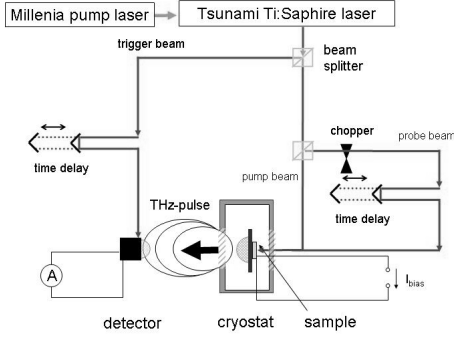 Millenia pump laser
Tsunami Ti:Saphire laser
trigger beam
beam
splitter
chopper
probe beam
time delay
pump beam
THz-pulse
time delay
A
I bias
detector
cryostat
sample